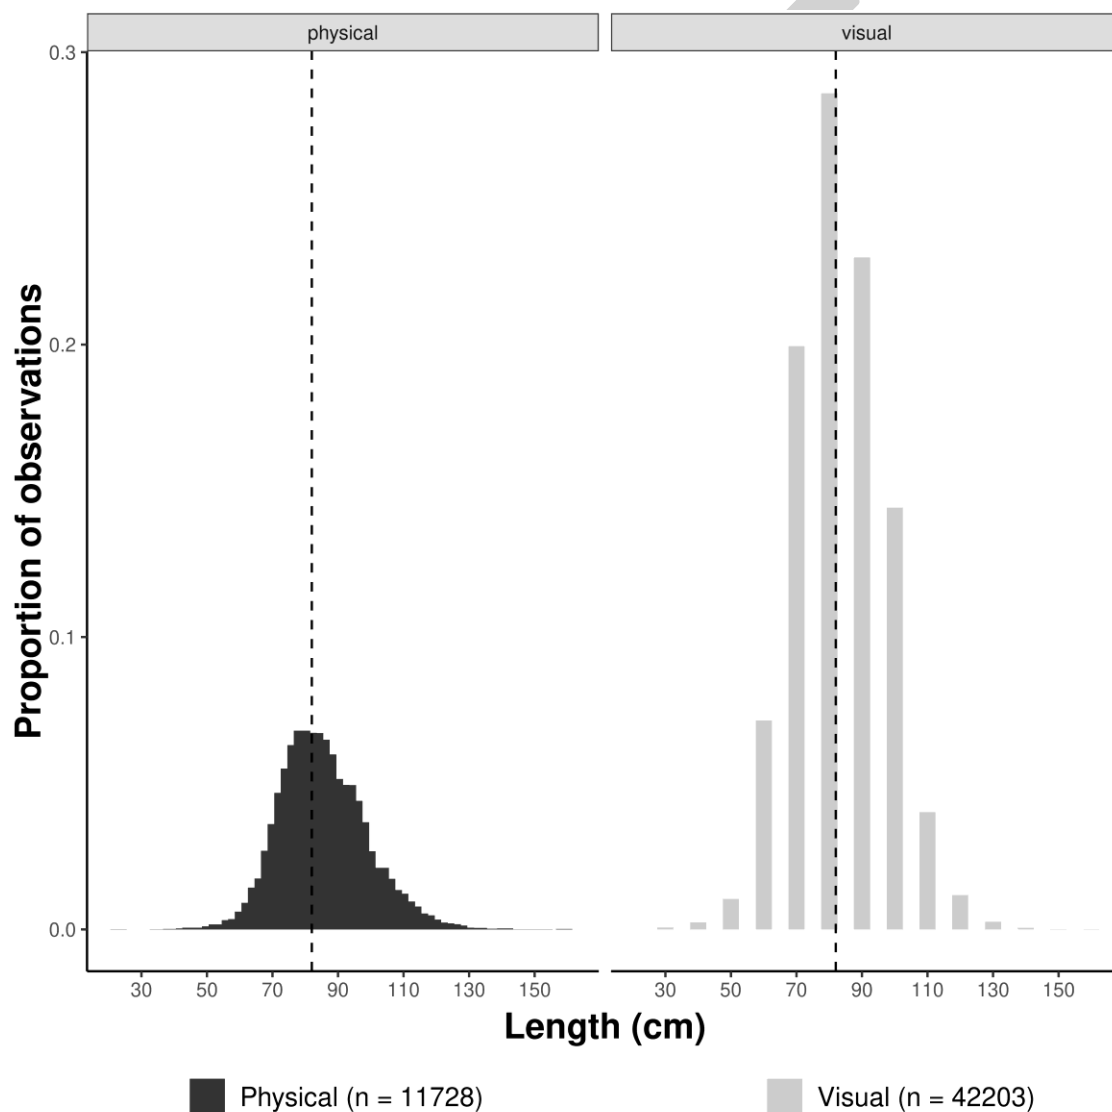 physical
visual
Proportion of observations
0.3
0.2
0.1
0.0
30 50 70 90 110 130 150
30 50 70 90 110 130 150
Length (cm)
Physical (n = 11728)
Visual (n = 42203)